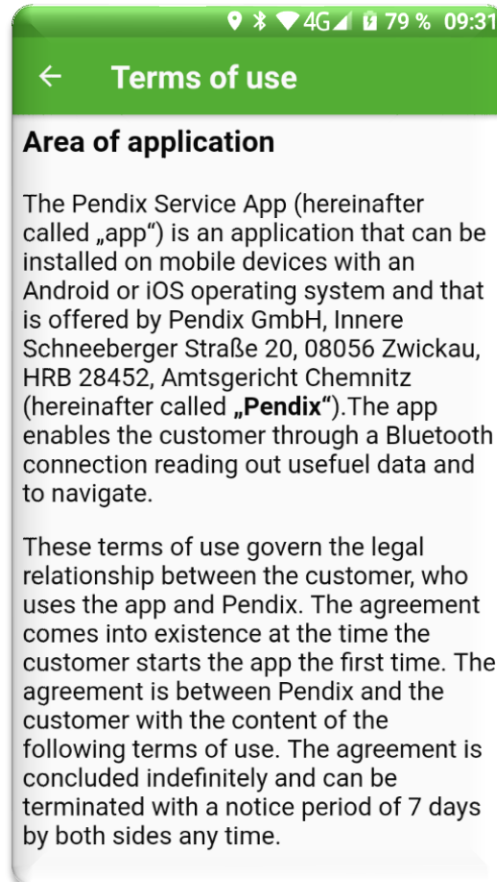 4G 79 % 09:31
Terms of use
Area of application
The Pendix Service App (hereinafter
called „app“) is an application that can be
installed on mobile devices with an
Android or iOS operating system and that
is offered by Pendix GmbH, Innere
Schneeberger Straße 20, 08056 Zwickau,
HRB 28452, Amtsgericht Chemnitz
(hereinafter called „Pendix“).The app
enables the customer through a Bluetooth
connection reading out usefuel data and
to navigate.
These terms of use govern the legal
relationship between the customer, who
uses the app and Pendix. The agreement
comes into existence at the time the
customer starts the app the first time. The
agreement is between Pendix and the
customer with the content of the
following terms of use. The agreement is
concluded indefinitely and can be
terminated with a notice period of 7 days
by both sides any time.